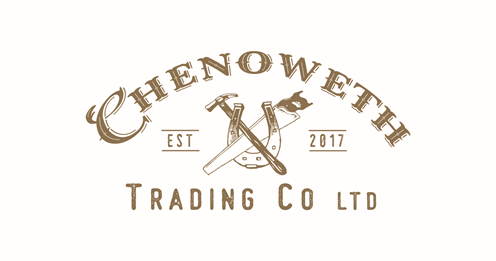 CHENOWETH
EST 2017
TRADING CO LTD